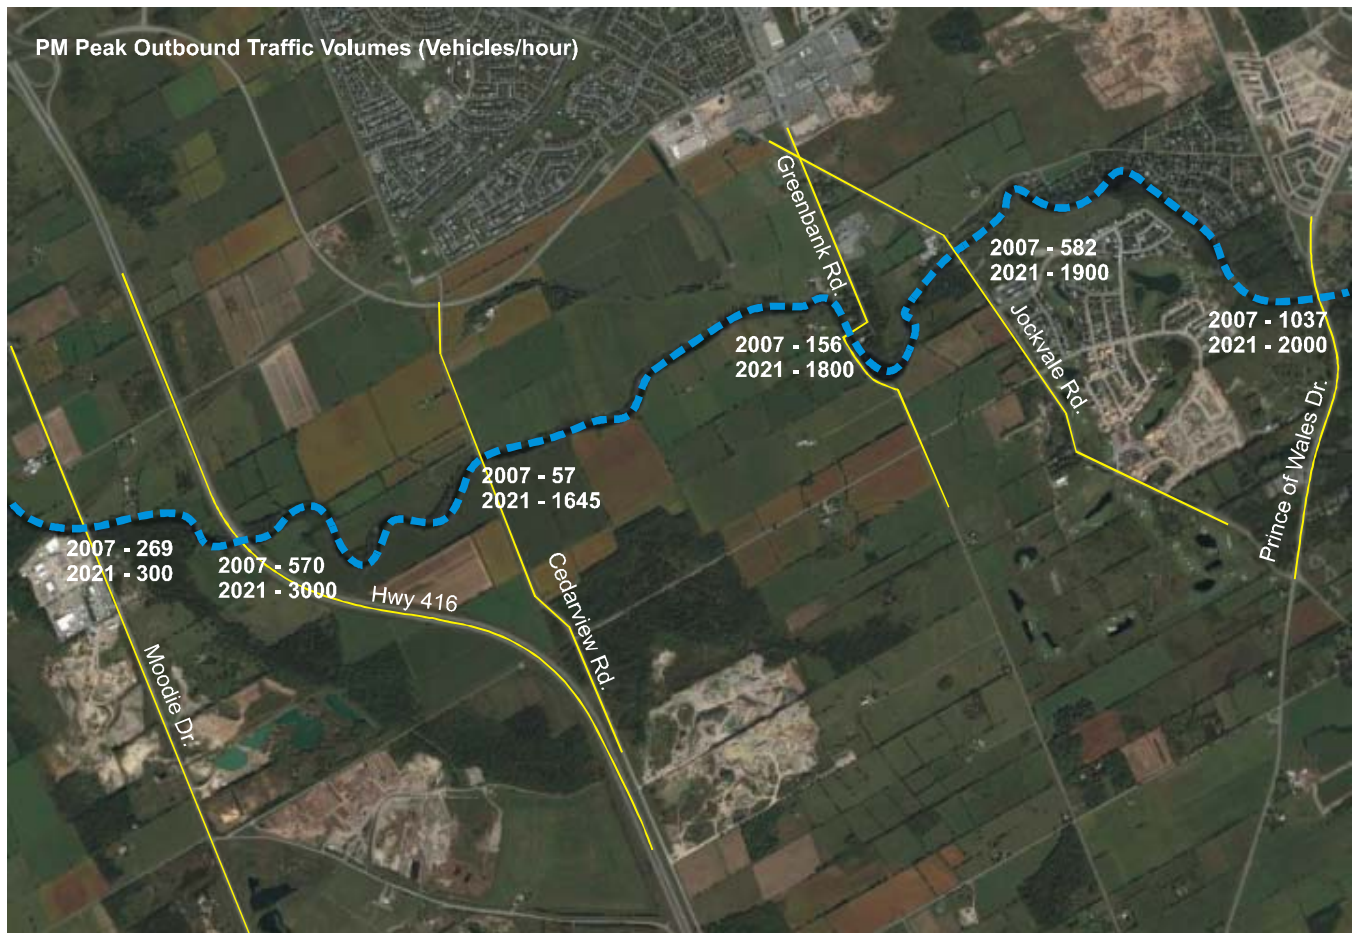 PM Peak Outbound Traffic Volumes (Vehicles/hour)
Greenbank Rd.
2007 - 582
2021 - 1900
Jockvale Rd.
2007 - 1037
2021 - 2000
2007 - 156
2021 - 1800
Prince of Wales Dr.
2007 - 57
2021 - 1645
2007 - 269
2021 - 300
2007 - 570
2021 - 3000
Hwy 416
Cedarview Rd.
Moodie Dr.